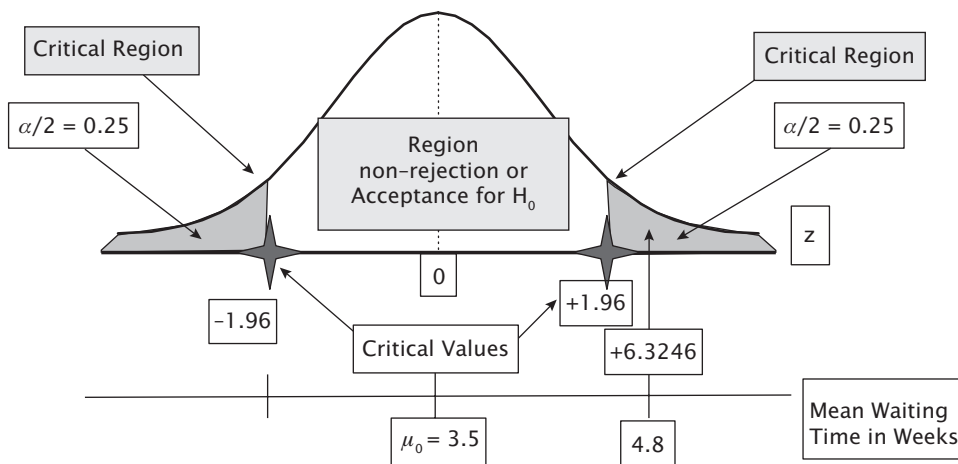 Critical Region
Critical Region
α/2 = 0.25
α/2 = 0.25
Region
non-rejection or
Acceptance for H₀
z
0
–1.96
+1.96
Critical Values
+6.3246
μ₀ = 3.5
4.8
Mean Waiting
Time in Weeks